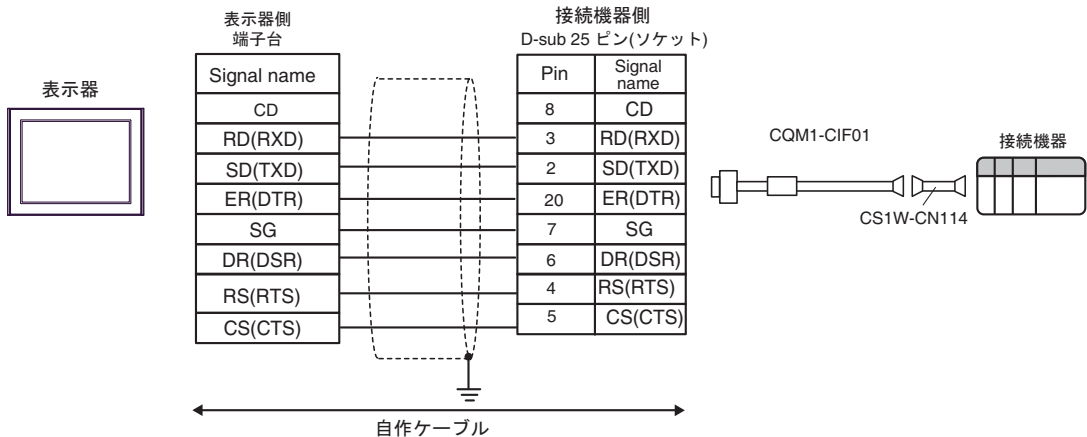 表示器
表示器側
端子台
Signal name
CD
RD(RXD)
SD(TXD)
ER(DTR)
SG
DR(DSR)
RS(RTS)
CS(CTS)
接続機器側
D-sub 25 ピン(ソケット)
Pin Signal name
8 CD
3 RD(RXD)
2 SD(TXD)
20 ER(DTR)
7 SG
6 DR(DSR)
4 RS(RTS)
5 CS(CTS)
自作ケーブル
CQM1-CIF01
CS1W-CN114
接続機器